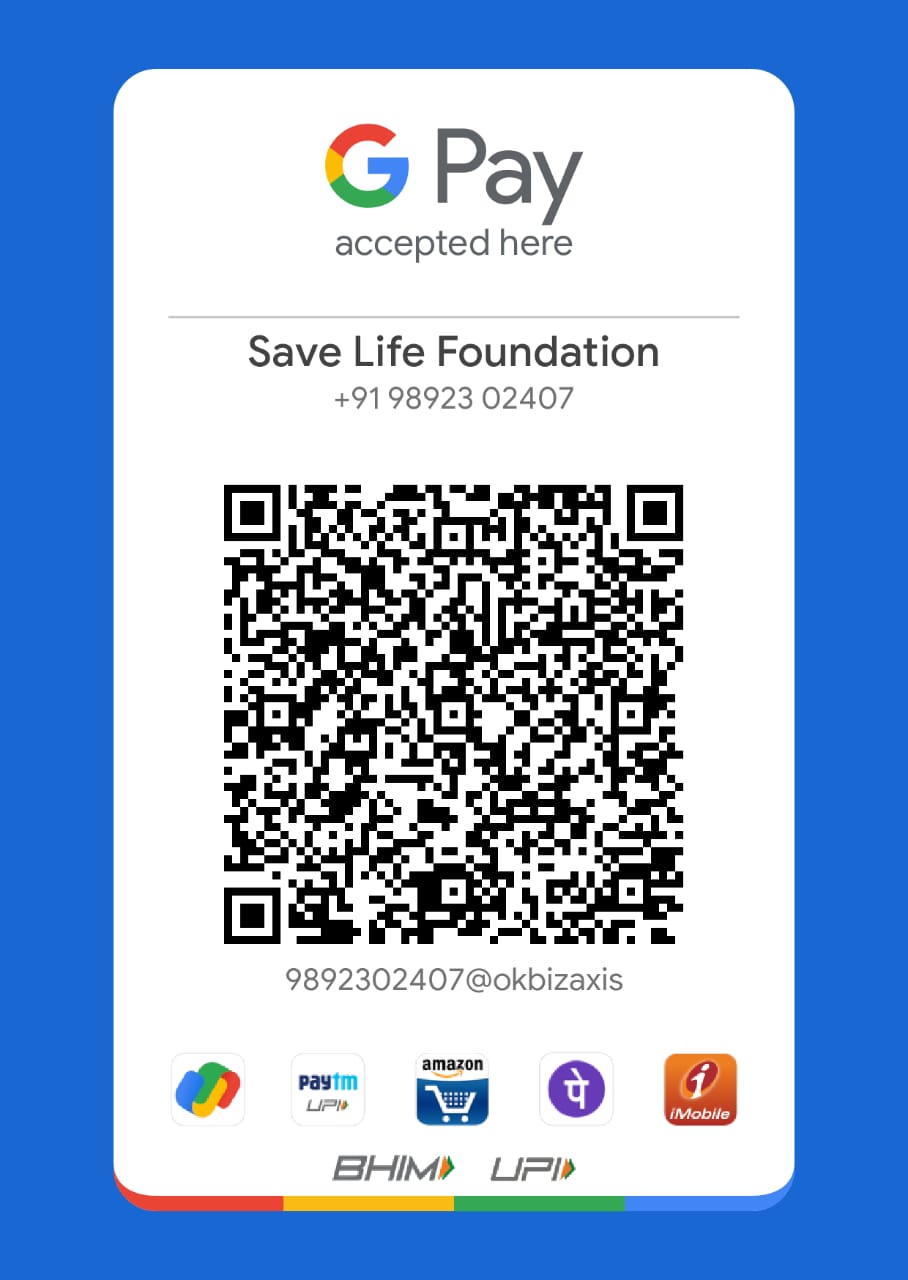 G Pay
accepted here
Save Life Foundation
+91 98923 02407
9892302407@okbizaxis
paytm
UPI
amazon
पे
i
iMobile
BHIM UPI